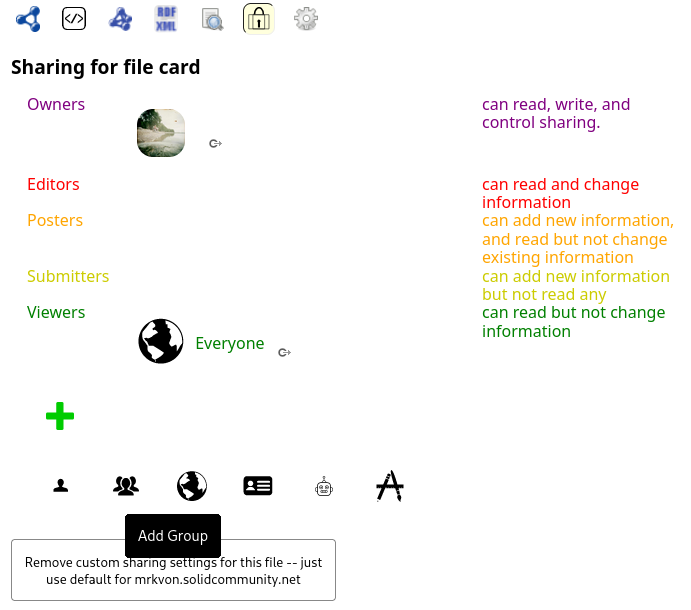 </>
RDF
XML
Sharing for file card
Owners
can read, write, and
control sharing.
Editors
can read and change
information
Posters
can add new information,
and read but not change
existing information
Submitters
can add new information
but not read any
Viewers
can read but not change
information
Everyone
Add Group
Remove custom sharing settings for this file -- just
use default for mrkvon.solidcommunity.net